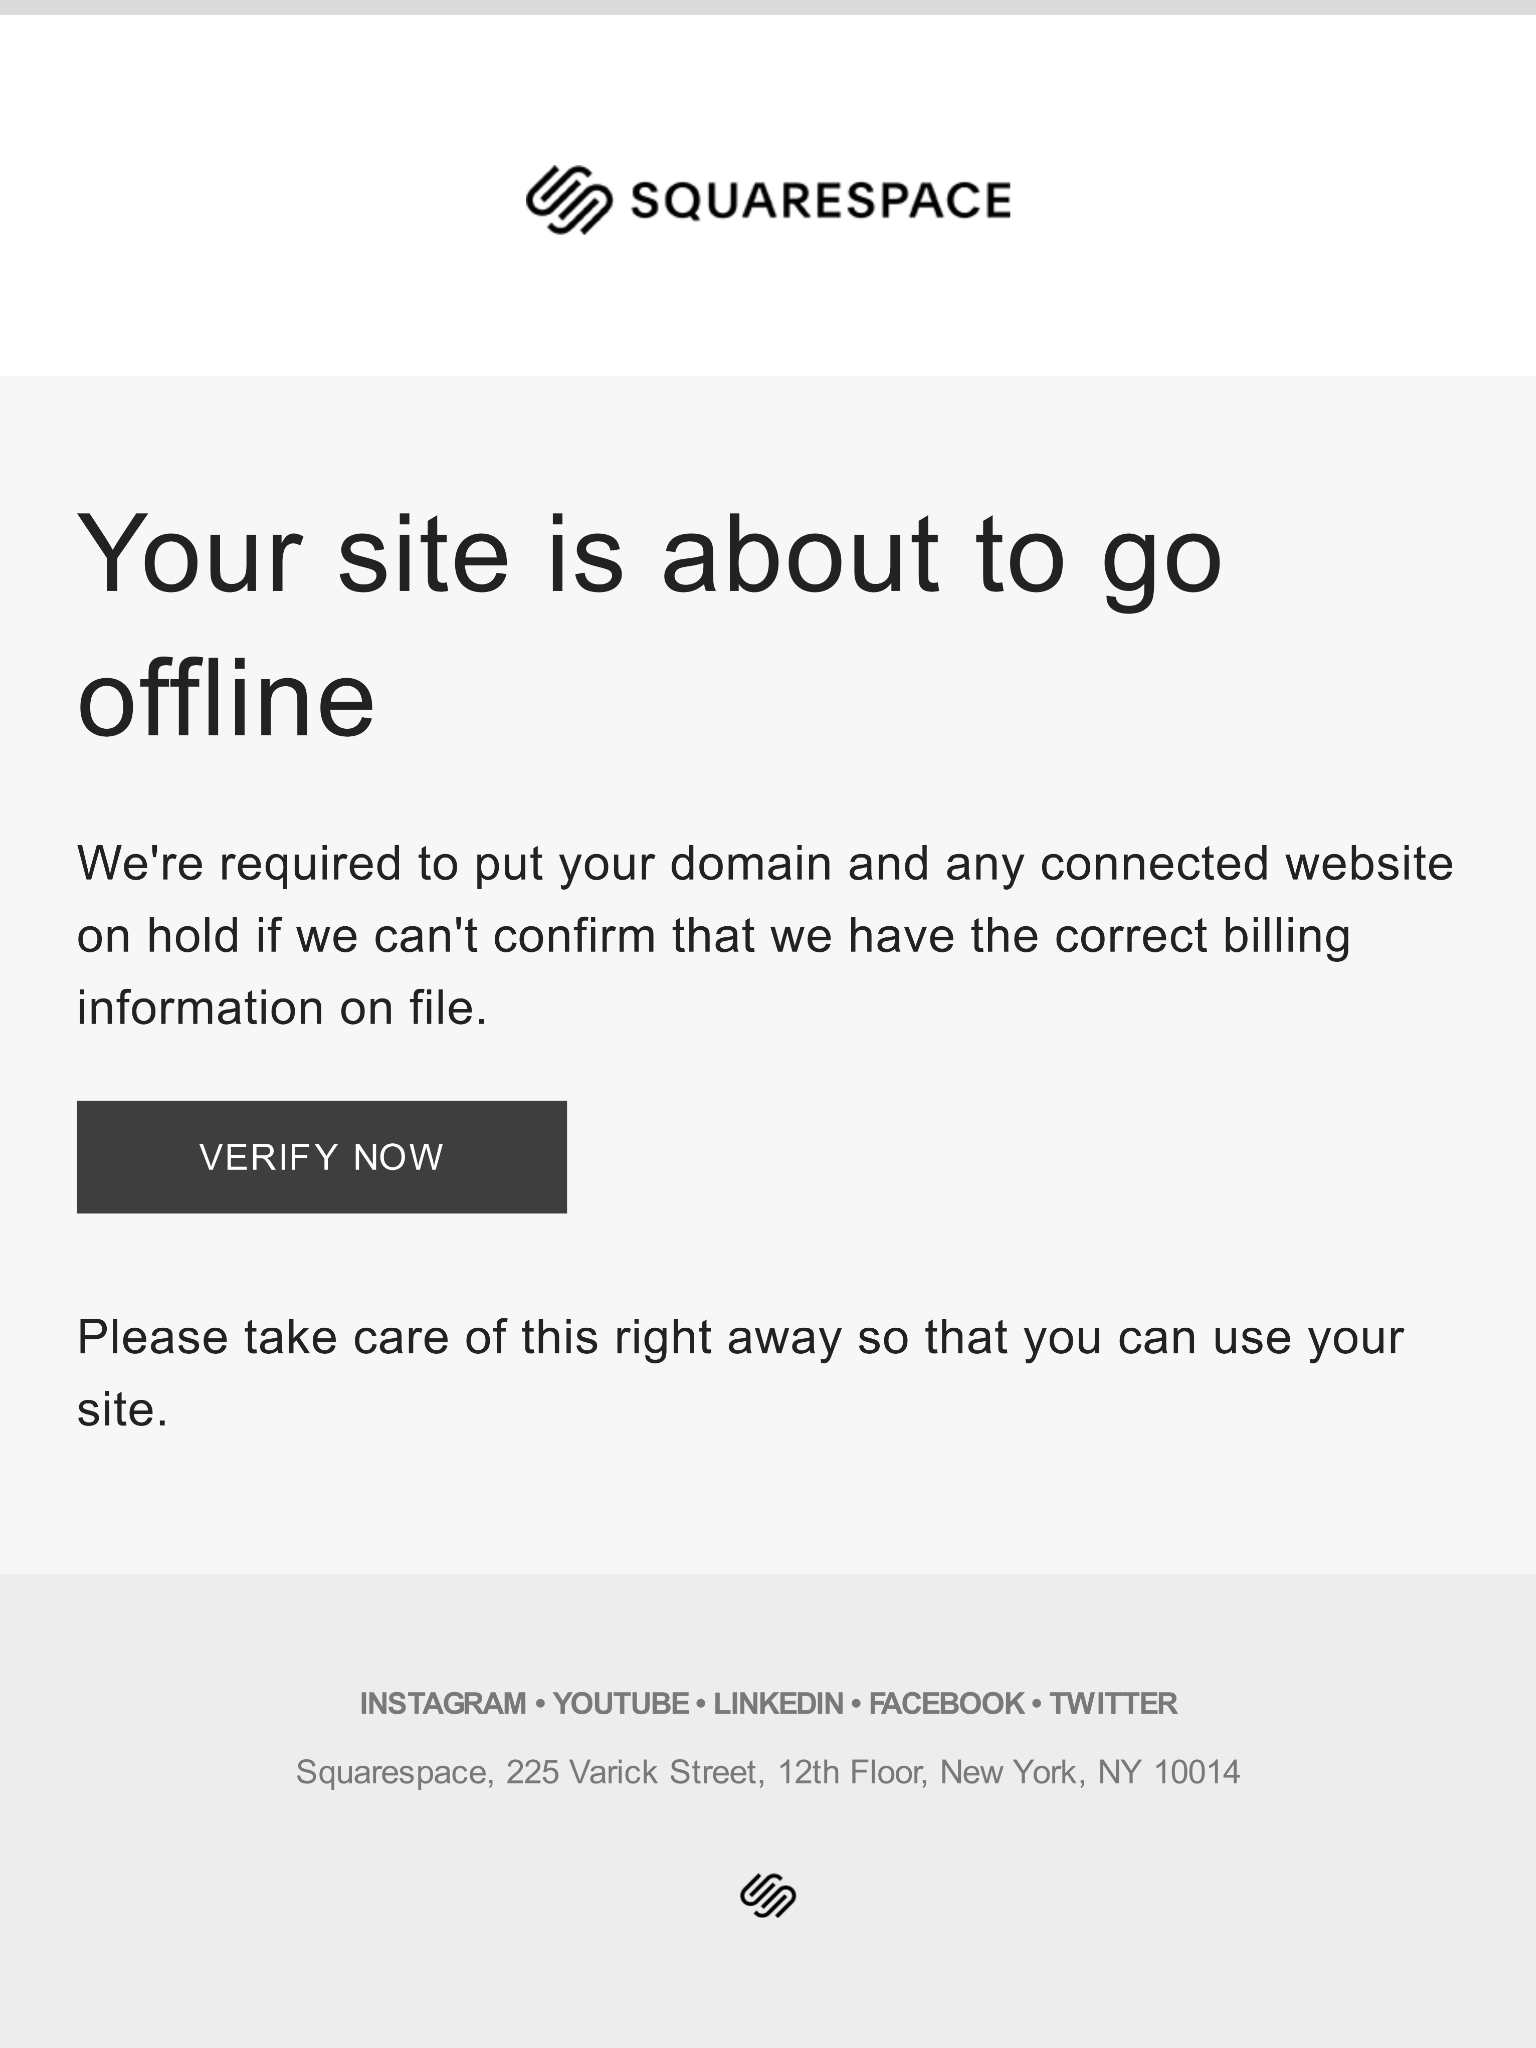 SQUARESPACE
Your site is about to go
offline
We're required to put your domain and any connected website
on hold if we can't confirm that we have the correct billing
information on file.
VERIFY NOW
Please take care of this right away so that you can use your
site.
INSTAGRAM • YOUTUBE • LINKEDIN • FACEBOOK • TWITTER
Squarespace, 225 Varick Street, 12th Floor, New York, NY 10014